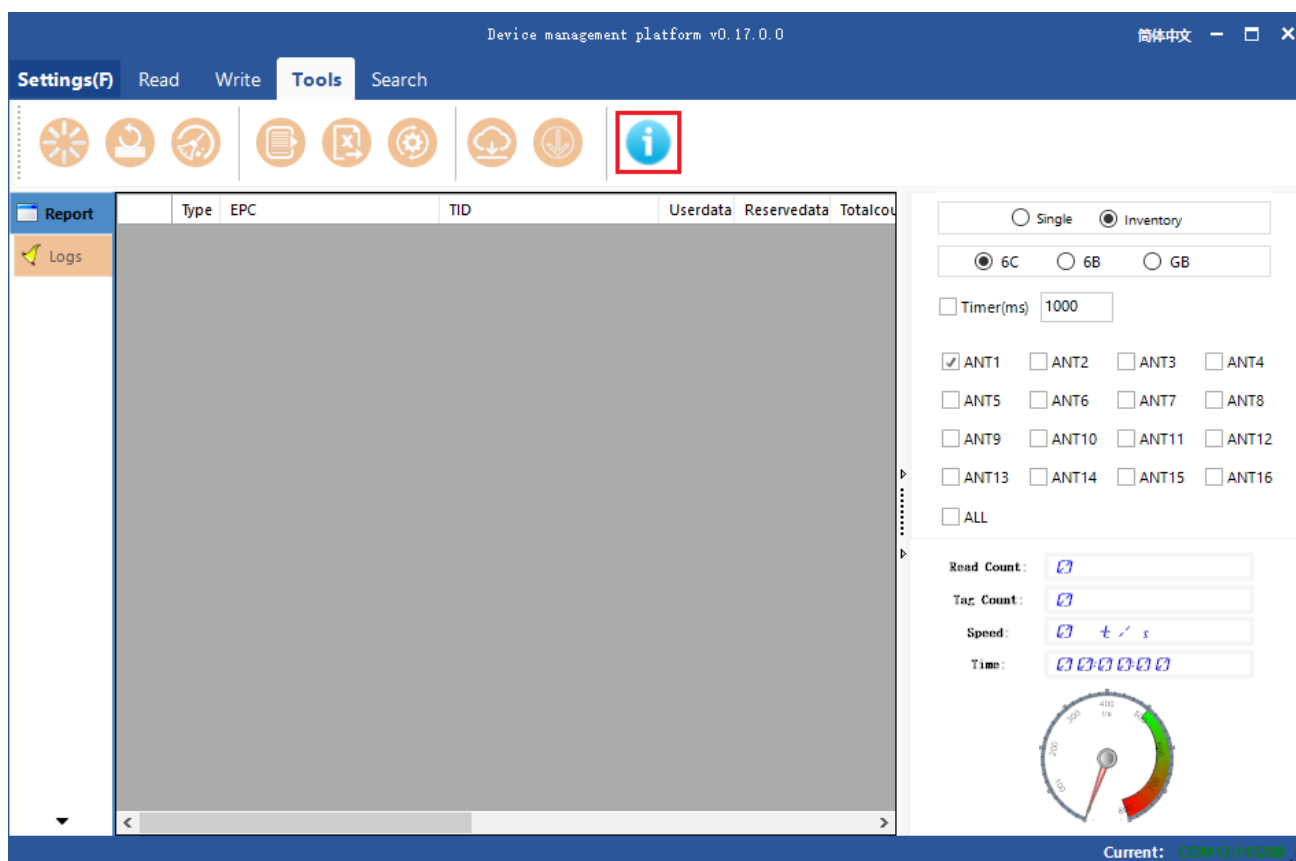 Device management platform v0.17.0.0 简体中文
Settings(F) Read Write Tools Search
Report
Logs
Type EPC TID Userdata Reservedata Totalcou
Single Inventory
6C 6B GB
Timer(ms) 1000
ANT1 ANT2 ANT3 ANT4
ANT5 ANT6 ANT7 ANT8
ANT9 ANT10 ANT11 ANT12
ANT13 ANT14 ANT15 ANT16
ALL
Read Count: 0
Tag Count: 0
Speed: 0 t/s
Time: 00:00:00
400
t/s
300
200
100
Current: COM12:115200